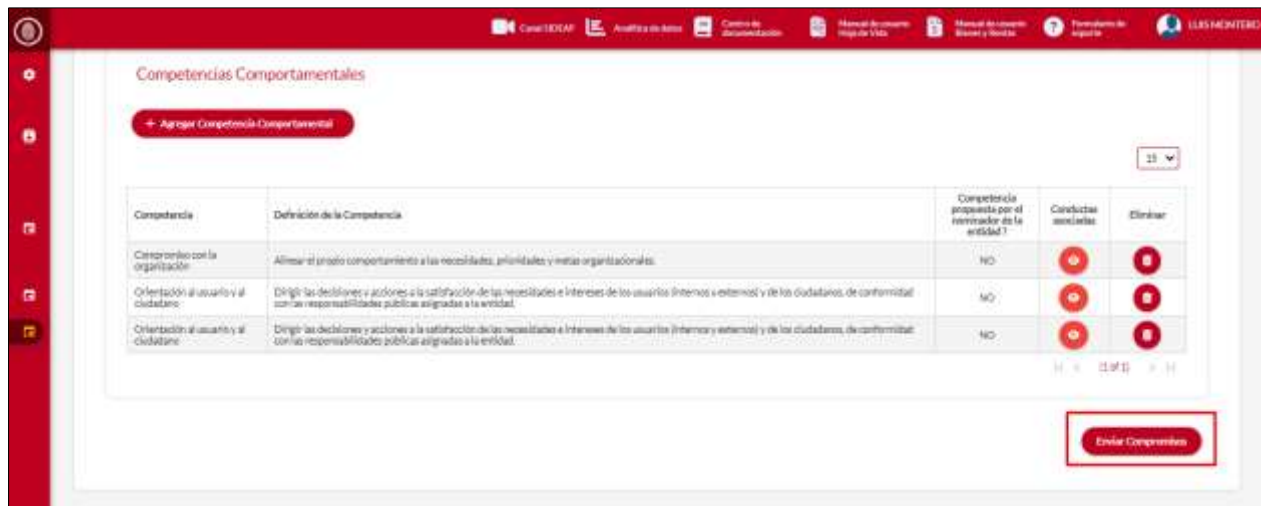 Canal SIDEAP
Analítica de datos
Centro de
documentación
Manual de usuario
Hoja de Vida
Manual de usuario
Bienes y Rentas
Formulario de
soporte
LUIS MONTERO
Competencias Comportamentales
+ Agregar Competencia Comportamental
15
Competencia
Definición de la Competencia
Competencia
propuesta por el
nominador de la
entidad?
Conductas
asociadas
Eliminar
Compromiso con la
organización
Alinear el propio comportamiento a las necesidades, prioridades y metas organizacionales.
NO
Orientación al usuario y al
ciudadano
Dirigir las decisiones y acciones a la satisfacción de las necesidades e intereses de los usuarios (internos y externos) y de los ciudadanos, de conformidad
con las responsabilidades públicas asignadas a la entidad.
NO
Orientación al usuario y al
ciudadano
Dirigir las decisiones y acciones a la satisfacción de las necesidades e intereses de los usuarios (internos y externos) y de los ciudadanos, de conformidad
con las responsabilidades públicas asignadas a la entidad.
NO
(1 of 1)
Enviar Compromisos